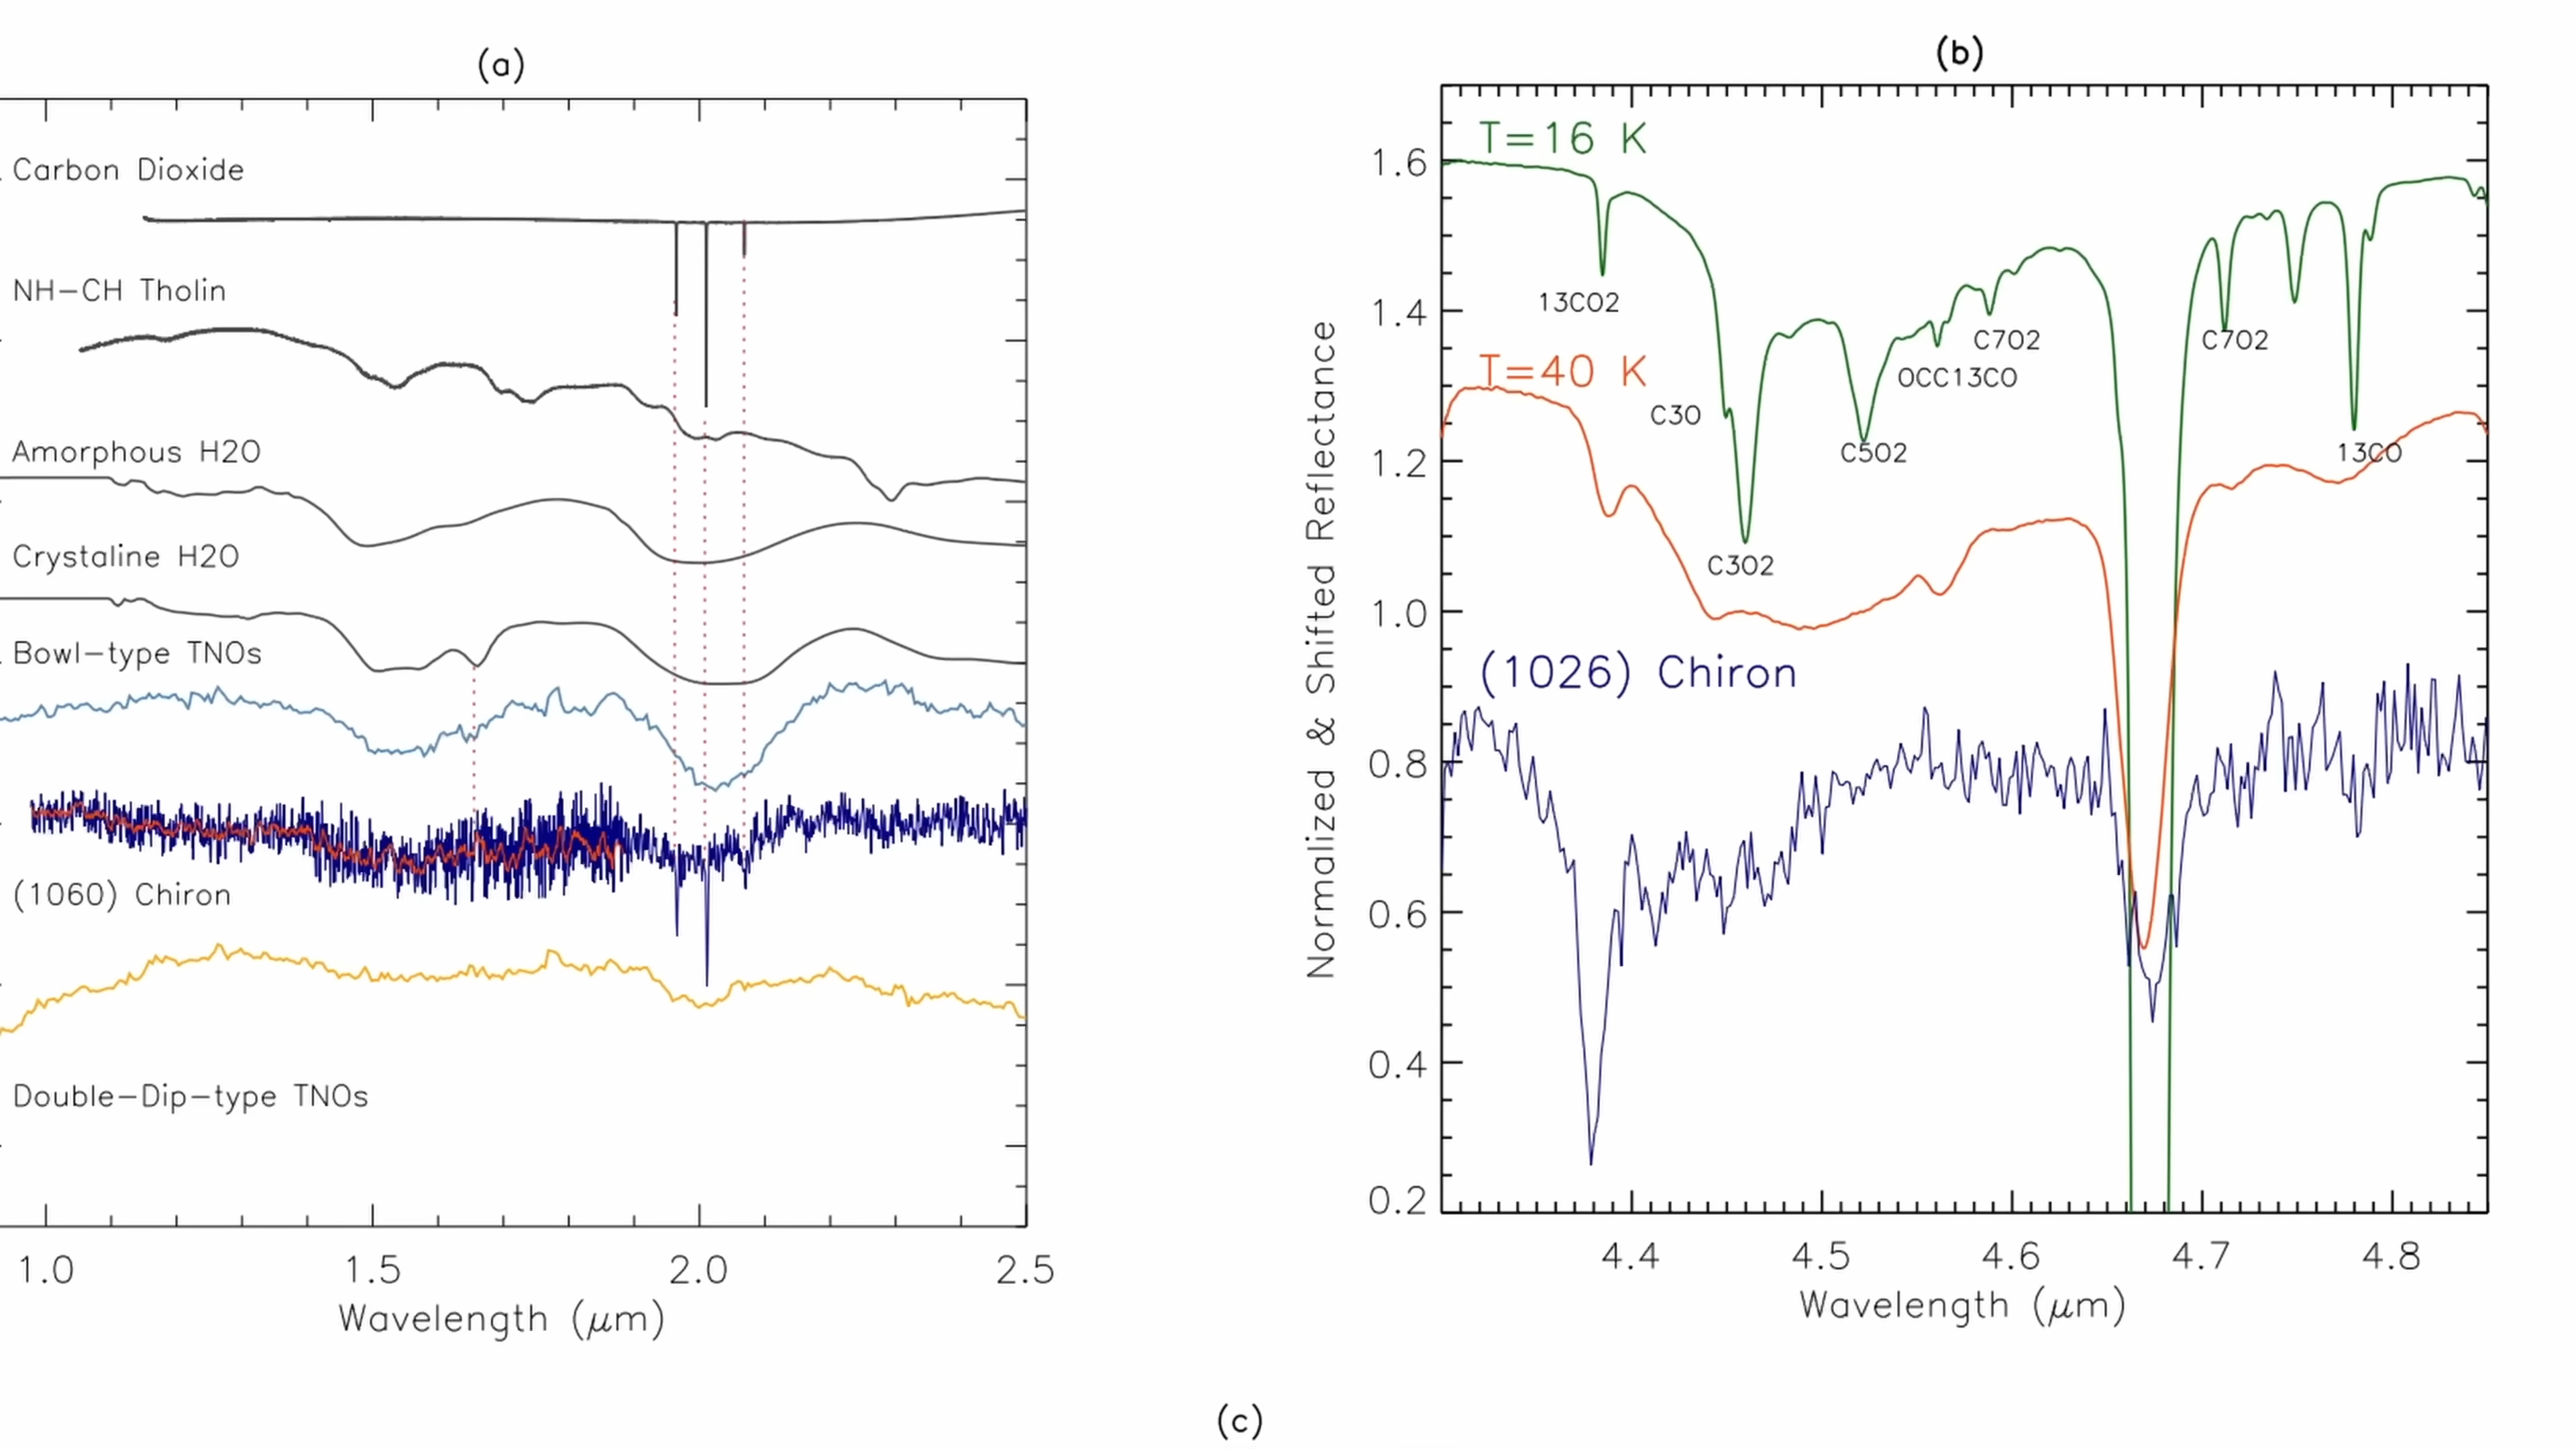 (a)
Carbon Dioxide
NH-CH Tholin
Amorphous H2O
Crystaline H2O
Bowl-type TNOs
(1060) Chiron
Double-Dip-type TNOs
1.0 1.5 2.0 2.5
Wavelength (μm)
(b)
Normalized & Shifted Reflectance
1.6
1.4
1.2
1.0
0.8
0.6
0.4
0.2
T=16 K
13CO2
T=40 K
C3O
C3O2
C5O2
OCC13CO
C7O2
C7O2
13CO
(1026) Chiron
4.4 4.5 4.6 4.7 4.8
Wavelength (μm)
(c)